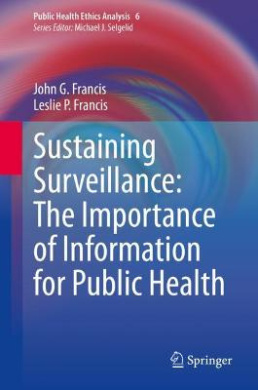 Public Health Ethics Analysis 6
Series Editor: Michael J. Selgelid
John G. Francis
Leslie P. Francis
Sustaining
Surveillance:
The Importance
of Information
for Public Health
Springer